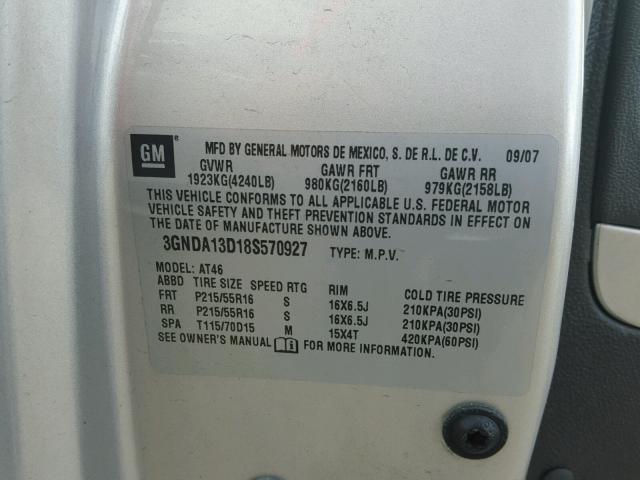 GM ® MFD BY GENERAL MOTORS DE MEXICO, S. DE R.L. DE C.V. 09/07
GVWR GAWR FRT GAWR RR
1923KG(4240LB) 980KG(2160LB) 979KG(2158LB)
THIS VEHICLE CONFORMS TO ALL APPLICABLE U.S. FEDERAL MOTOR
VEHICLE SAFETY AND THEFT PREVENTION STANDARDS IN EFFECT ON
THE DATE OF MANUFACTURE SHOWN ABOVE.
3GNDA13D18S570927 TYPE: M.P.V.
MODEL: AT46
ABBD TIRE SIZE SPEED RTG RIM COLD TIRE PRESSURE
FRT P215/55R16 S 16X6.5J 210KPA(30PSI)
RR P215/55R16 S 16X6.5J 210KPA(30PSI)
SPA T115/70D15 M 15X4T 420KPA(60PSI)
SEE OWNER'S MANUAL FOR MORE INFORMATION.